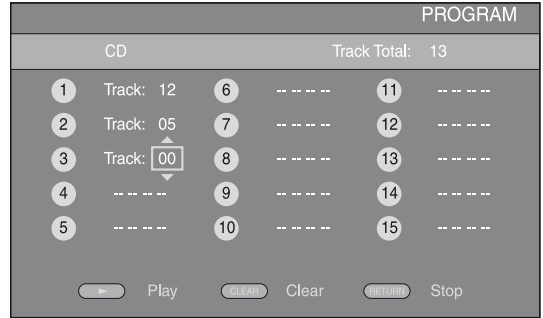 PROGRAM
CD Track Total: 13
1 Track: 12 6 -- -- -- -- 11 -- -- -- --
2 Track: 05 7 -- -- -- -- 12 -- -- -- --
3 Track: 00 8 -- -- -- -- 13 -- -- -- --
4 -- -- -- -- 9 -- -- -- -- 14 -- -- -- --
5 -- -- -- -- 10 -- -- -- -- 15 -- -- -- --
Play CLEAR Clear RETURN Stop